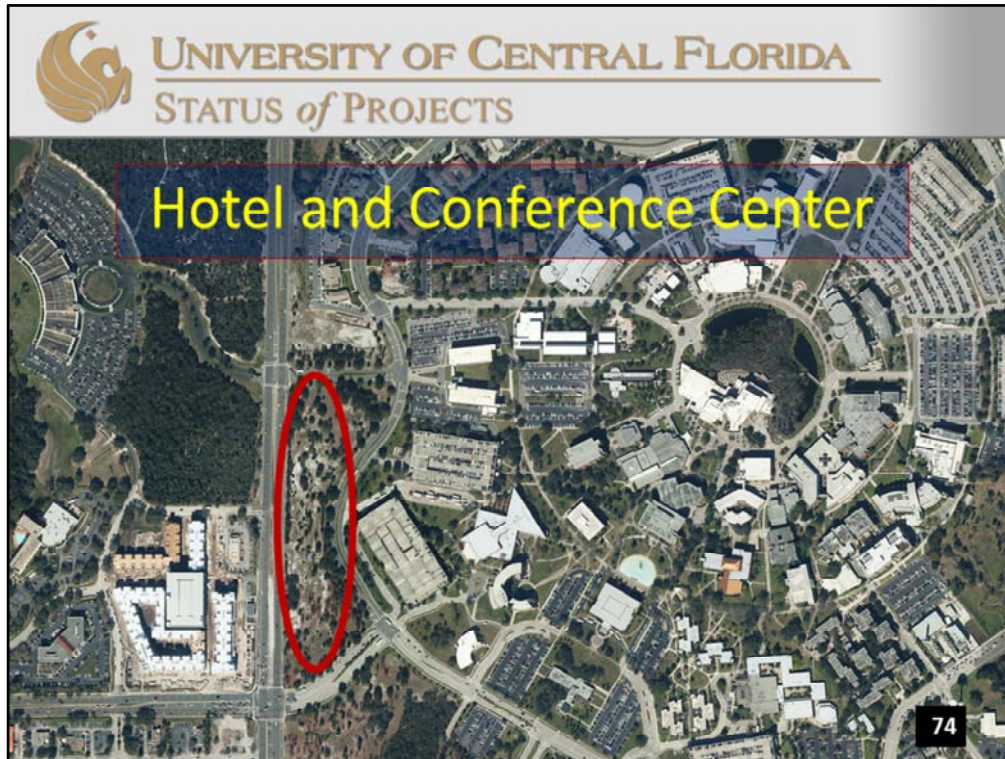 UNIVERSITY OF CENTRAL FLORIDA
STATUS of PROJECTS
Hotel and Conference Center
74